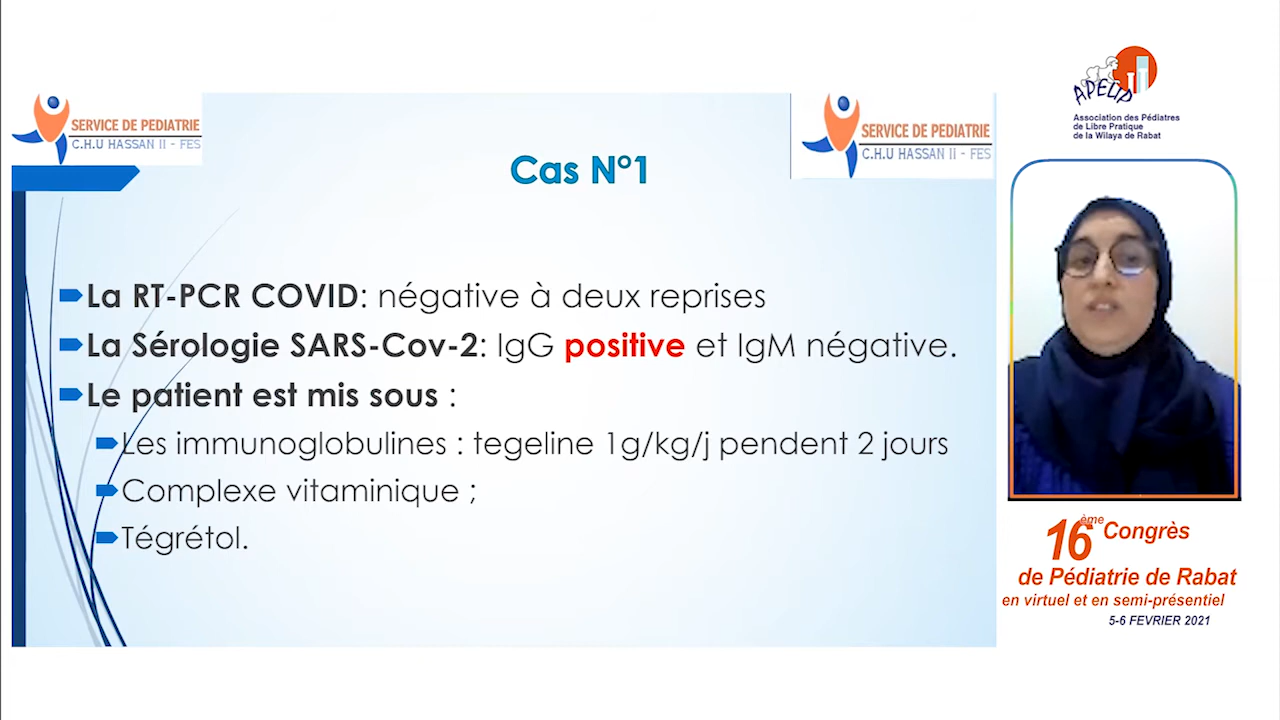 SERVICE DE PEDIATRIE
C.H.U HASSAN II - FES
SERVICE DE PEDIATRIE
C.H.U HASSAN II - FES
Cas N°1
La RT-PCR COVID: négative à deux reprises
La Sérologie SARS-Cov-2: IgG positive et IgM négative.
Le patient est mis sous :
Les immunoglobulines : tegeline 1g/kg/j pendent 2 jours
Complexe vitaminique ;
Tégrétol.
APELIP
Association des Pédiatres
de Libre Pratique
de la Wilaya de Rabat
16ème Congrès
de Pédiatrie de Rabat
en virtuel et en semi-présentiel
5-6 FEVRIER 2021